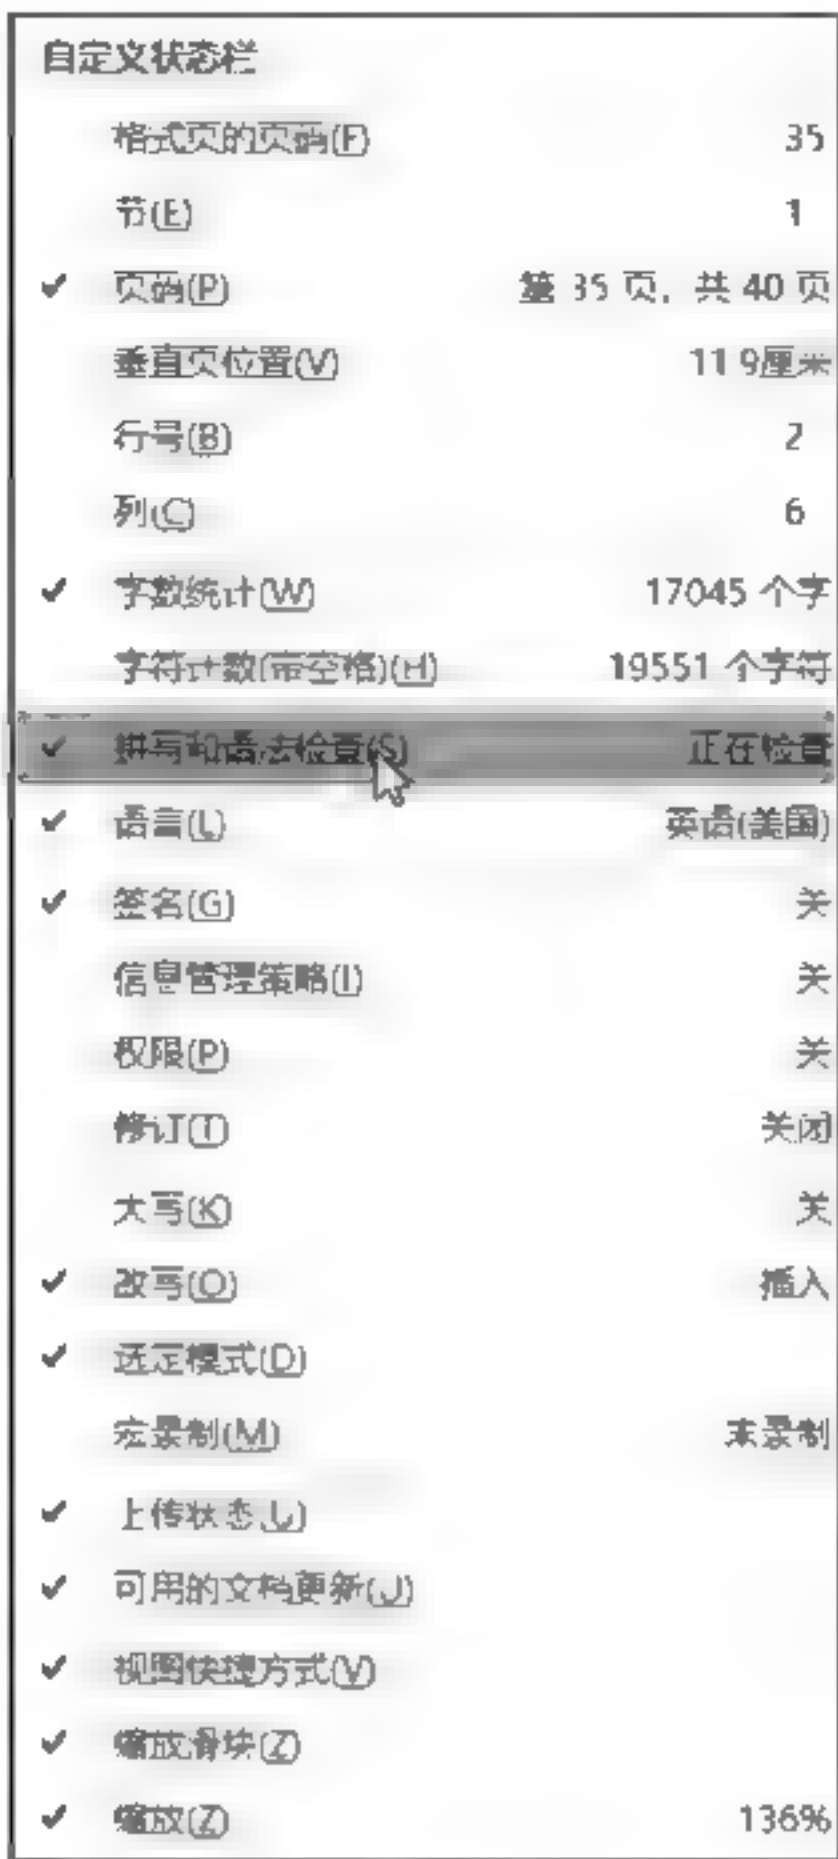 自定义状态栏
格式页的页码(F) 35
节(E) 1
✔ 页码(P) 第 35 页，共 40 页
垂直页位置(V) 11.9厘米
行号(B) 2
列(C) 6
✔ 字数统计(W) 17045 个字
字符计数(带空格)(H) 19551 个字符
✔ 拼写和语法检查(S) 正在检查
✔ 语言(L) 英语(美国)
✔ 签名(G) 关
信息管理策略(I) 关
权限(P) 关
修订(T) 关闭
大写(K) 关
✔ 改写(O) 插入
✔ 选定模式(D)
宏录制(M) 未录制
✔ 上传状态(U)
✔ 可用的文档更新(U)
✔ 视图快捷方式(V)
✔ 缩放滑块(Z)
✔ 缩放(Z) 136%